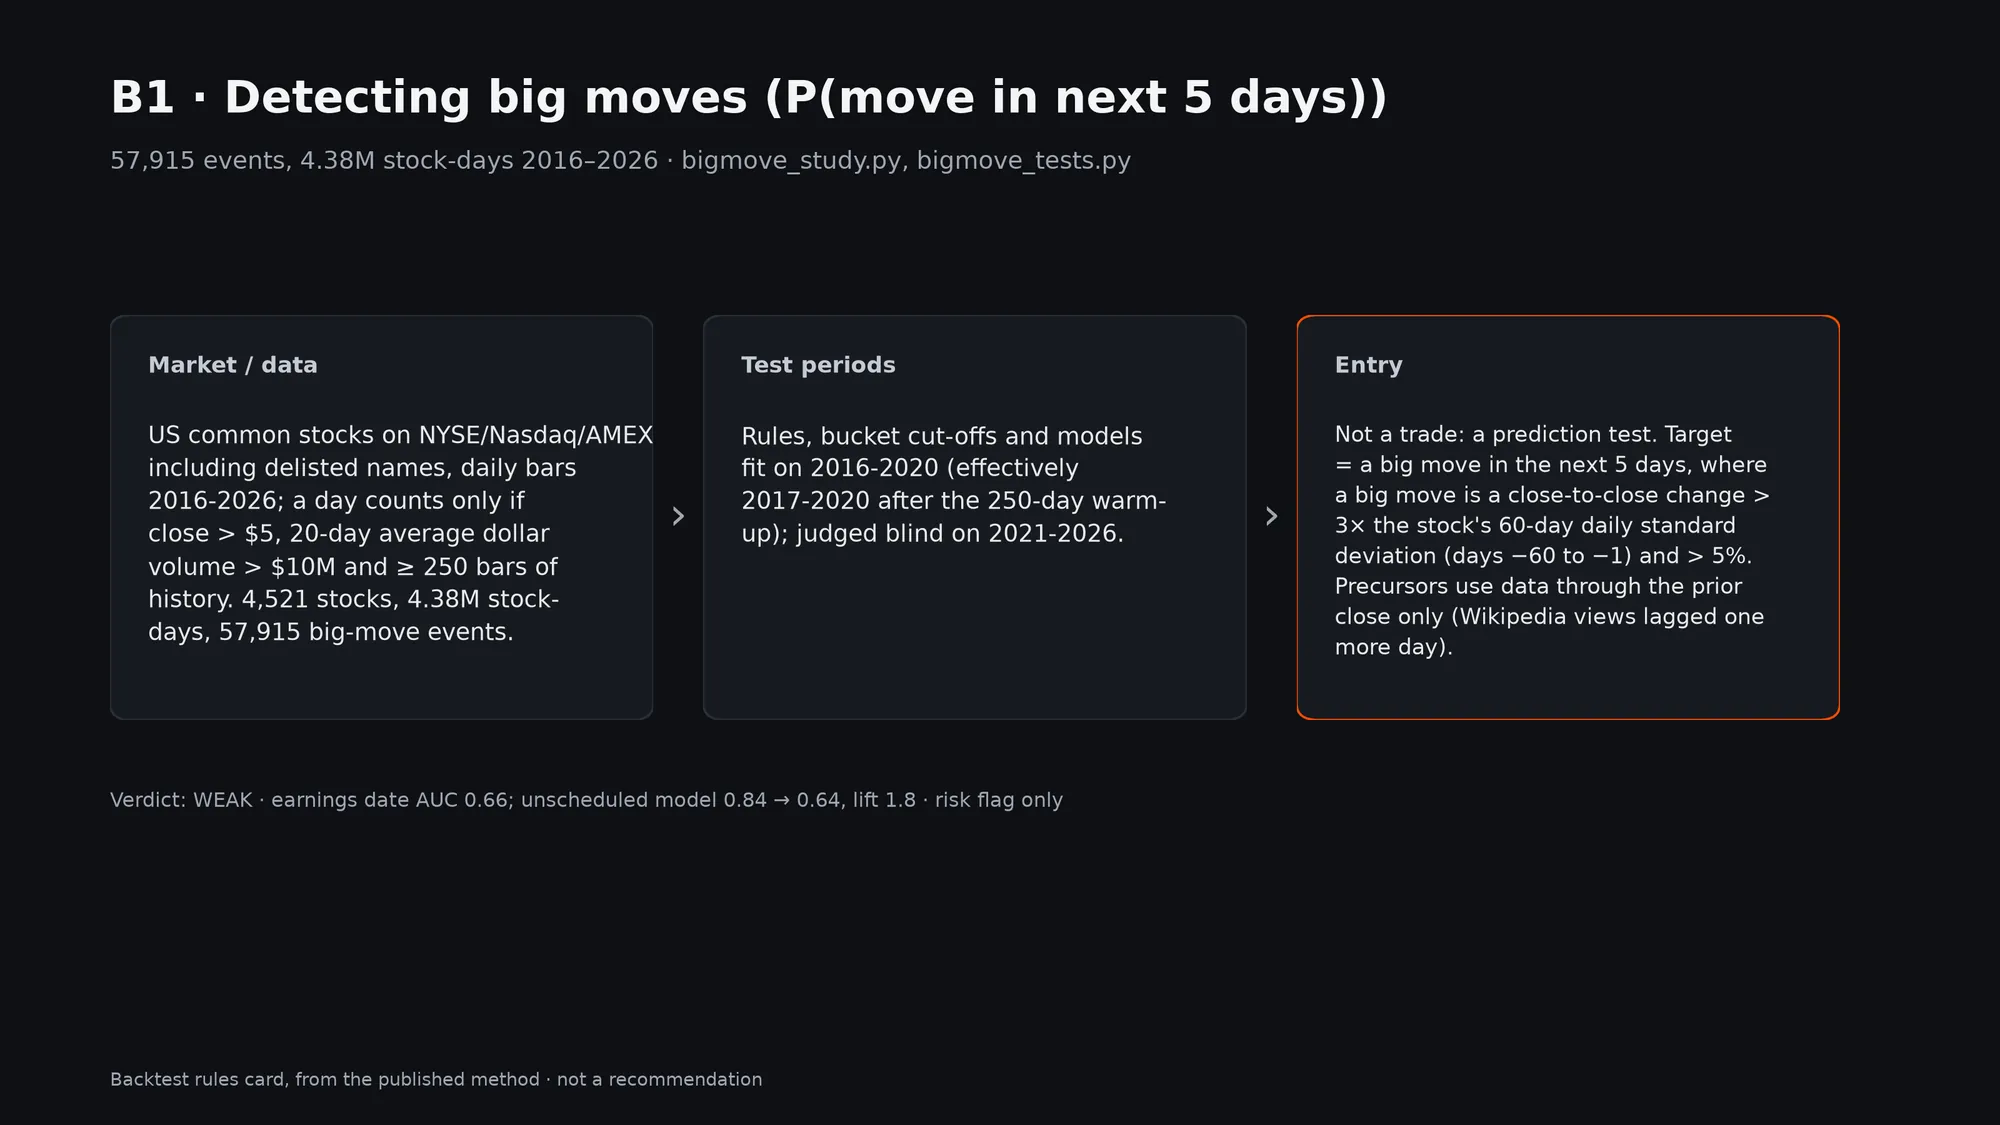 B1 · Detecting big moves (P(move in next 5 days))
57,915 events, 4.38M stock-days 2016–2026 · bigmove_study.py, bigmove_tests.py
Market / data
US common stocks on NYSE/Nasdaq/AMEX
including delisted names, daily bars
2016-2026; a day counts only if
close > $5, 20-day average dollar
volume > $10M and ≥ 250 bars of
history. 4,521 stocks, 4.38M stock-
days, 57,915 big-move events.
›
Test periods
Rules, bucket cut-offs and models
fit on 2016-2020 (effectively
2017-2020 after the 250-day warm-
up); judged blind on 2021-2026.
›
Entry
Not a trade: a prediction test. Target
= a big move in the next 5 days, where
a big move is a close-to-close change >
3× the stock's 60-day daily standard
deviation (days −60 to −1) and > 5%.
Precursors use data through the prior
close only (Wikipedia views lagged one
more day).
Verdict: WEAK · earnings date AUC 0.66; unscheduled model 0.84 → 0.64, lift 1.8 · risk flag only
Backtest rules card, from the published method · not a recommendation